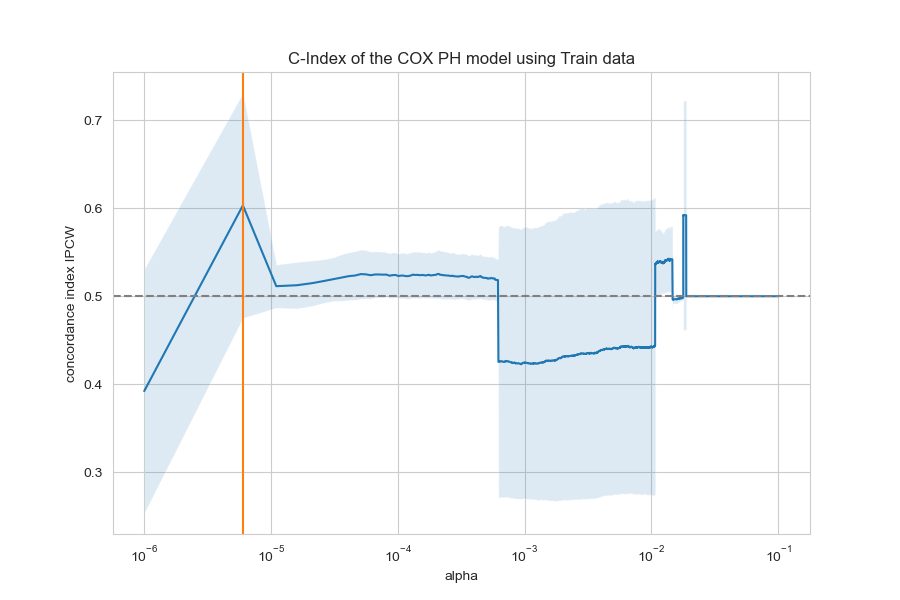 C-Index of the COX PH model using Train data
concordance index IPCW
0.7
0.6
0.5
0.4
0.3
10⁻⁶ 10⁻⁵ 10⁻⁴ 10⁻³ 10⁻² 10⁻¹
alpha